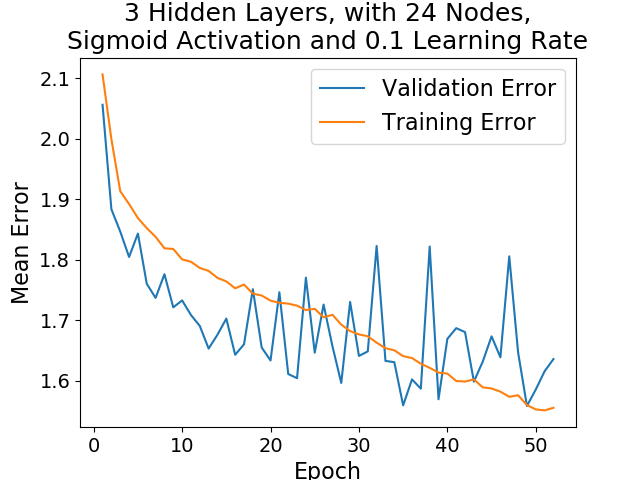 3 Hidden Layers, with 24 Nodes,
Sigmoid Activation and 0.1 Learning Rate
Validation Error
Training Error
Mean Error
2.1
2.0
1.9
1.8
1.7
1.6
0 10 20 30 40 50
Epoch